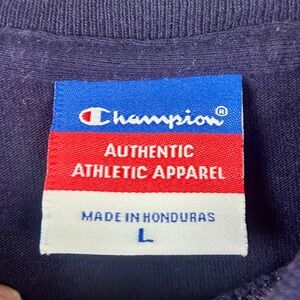 Champion®
AUTHENTIC
ATHLETIC APPAREL
MADE IN HONDURAS
L